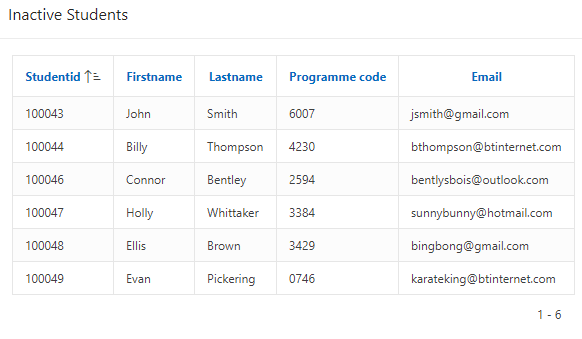 Inactive Students
Studentid Firstname Lastname Programme code Email
100043 John Smith 6007 jsmith@gmail.com
100044 Billy Thompson 4230 bthompson@btinternet.com
100046 Connor Bentley 2594 bentlysbois@outlook.com
100047 Holly Whittaker 3384 sunnybunny@hotmail.com
100048 Ellis Brown 3429 bingbong@gmail.com
100049 Evan Pickering 0746 karateking@btinternet.com
1 - 6